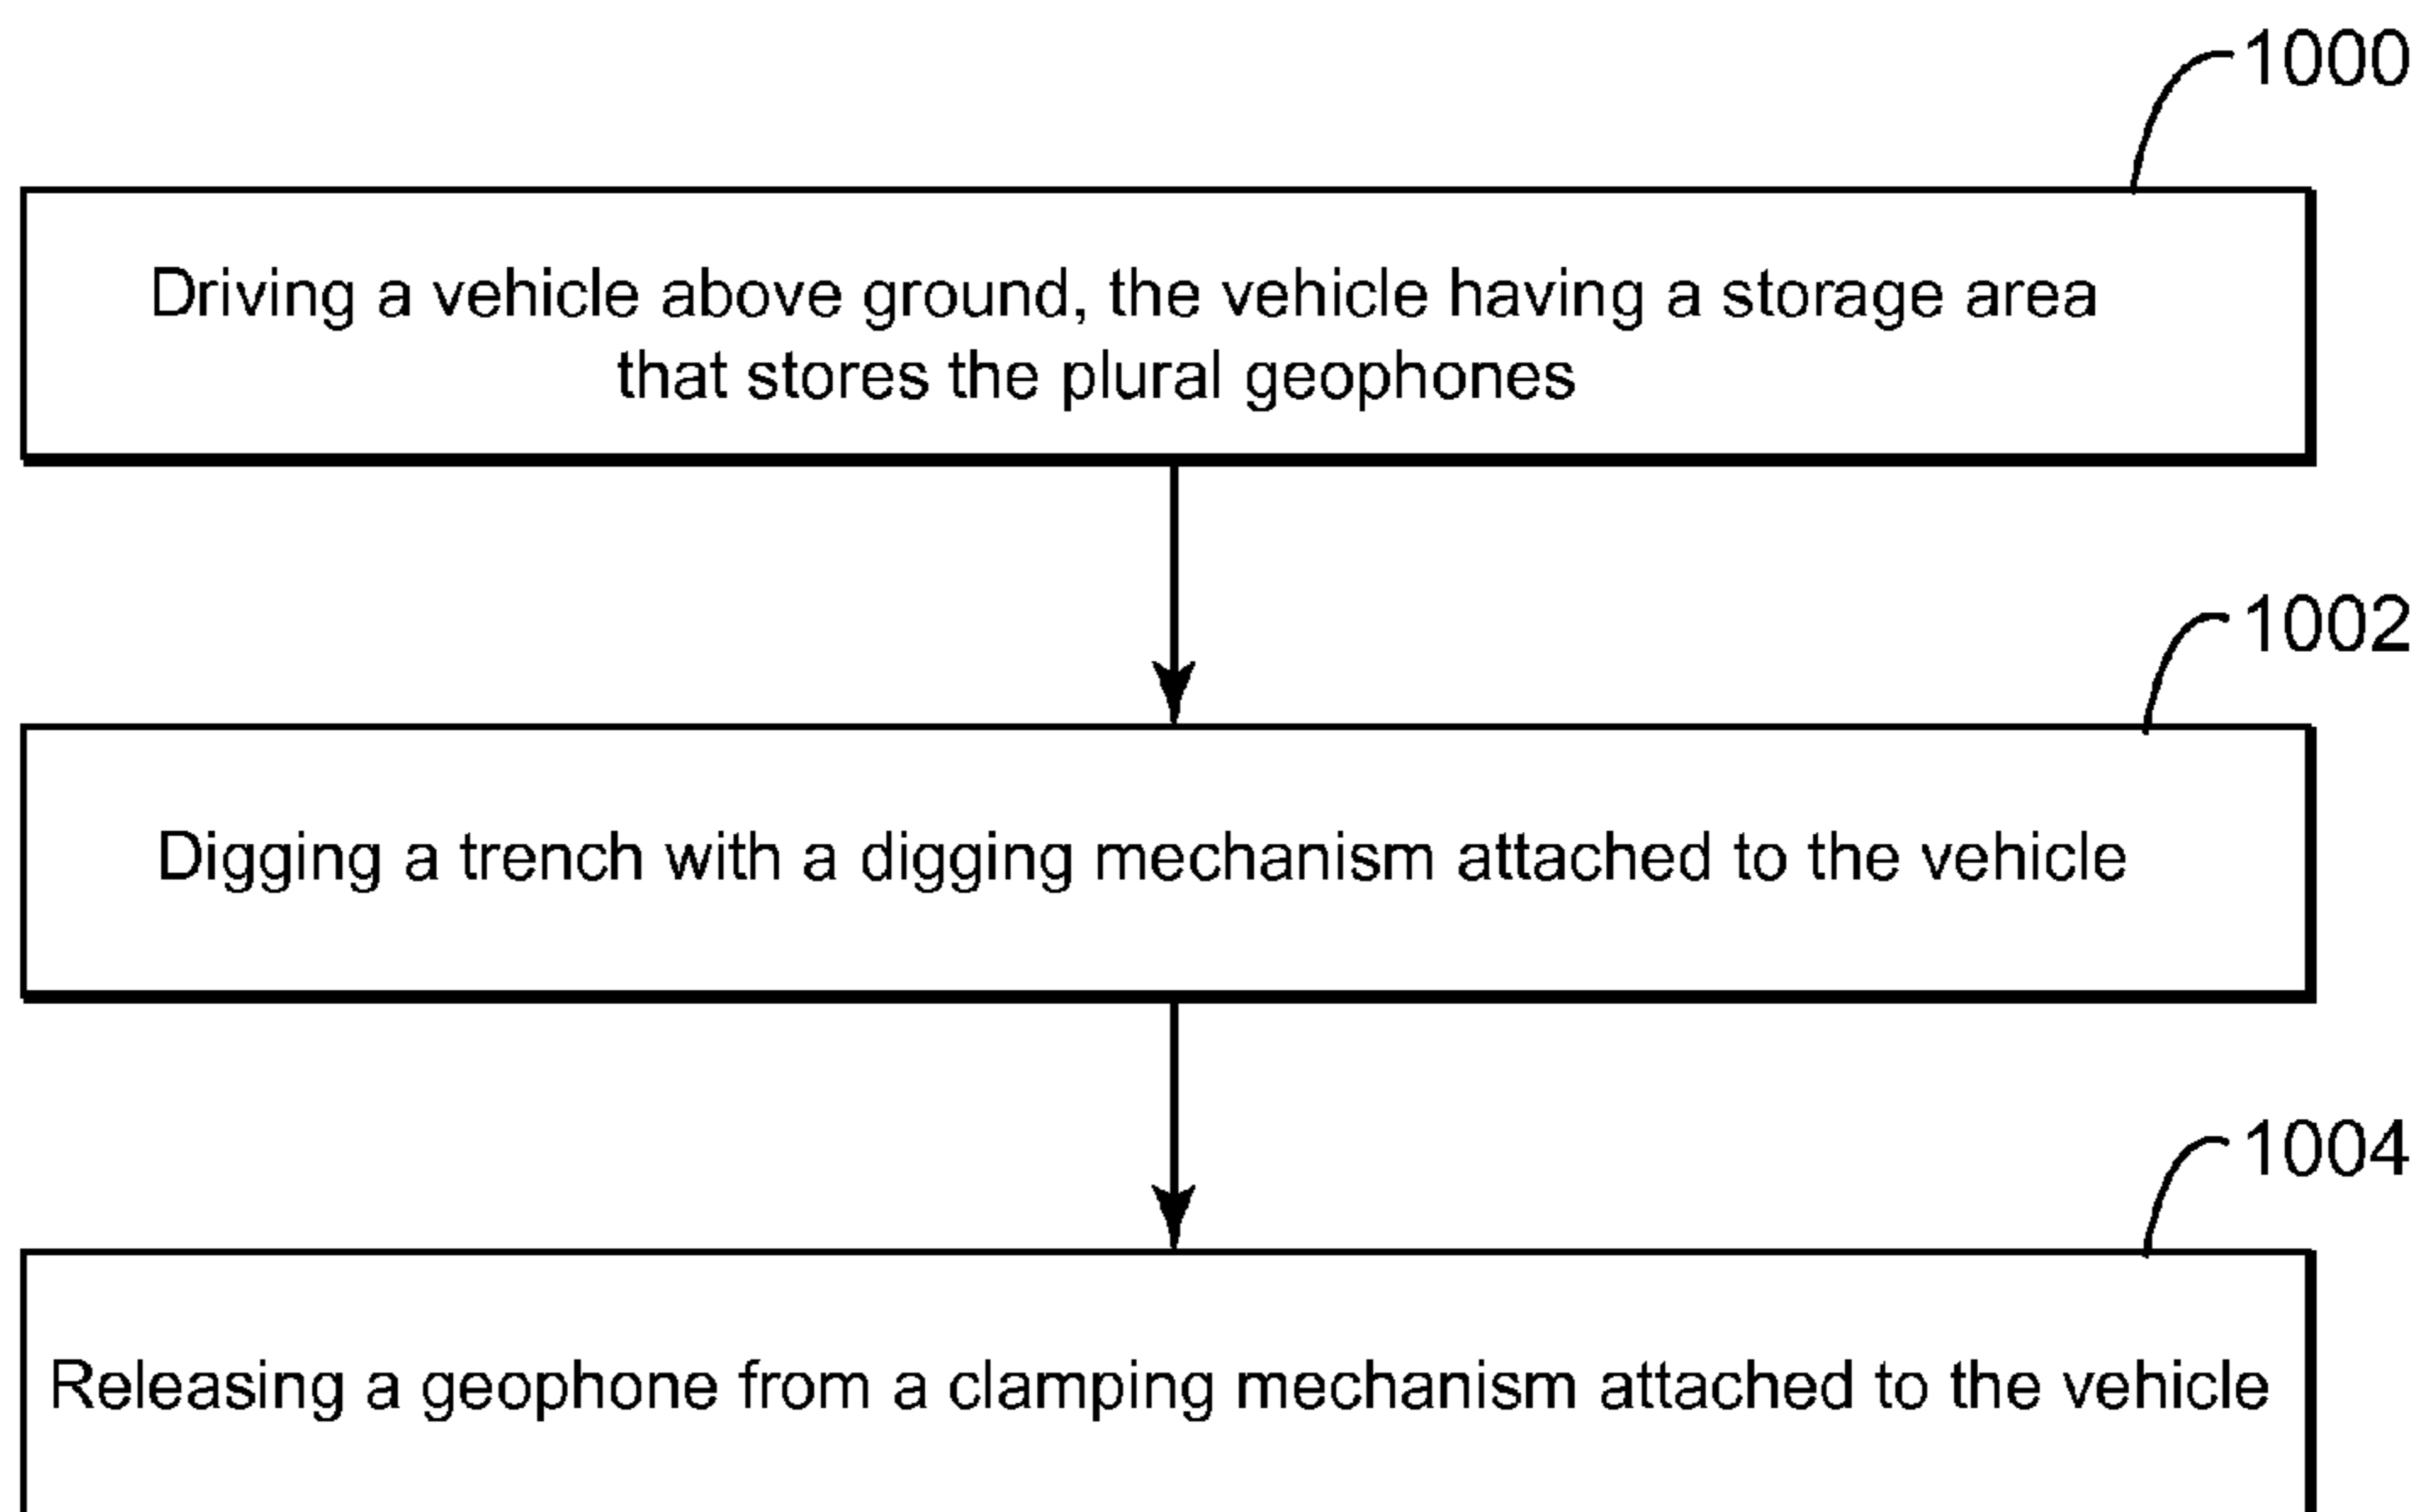 1000
Driving a vehicle above ground, the vehicle having a storage area
that stores the plural geophones
1002
Digging a trench with a digging mechanism attached to the vehicle
1004
Releasing a geophone from a clamping mechanism attached to the vehicle